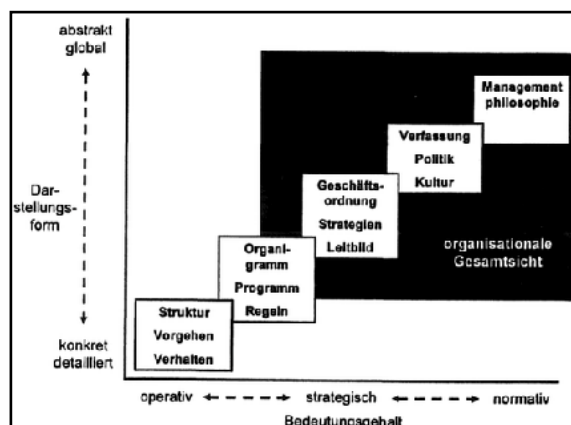 abstrakt
global
Dar-
stellungs-
form
konkret
detailliert
Management
philosophie
Verfassung
Politik
Kultur
Geschäfts-
ordnung
Strategien
Leitbild
organisationale
Gesamtsicht
Organi-
gramm
Programm
Regeln
Struktur
Vorgehen
Verhalten
operativ
strategisch
normativ
Bedeutungsgehalt